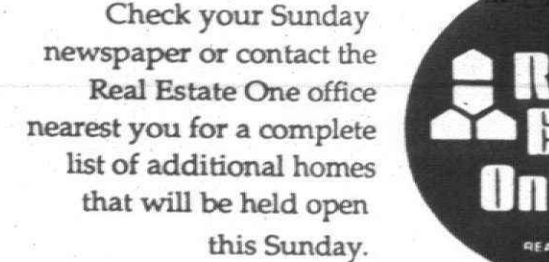 Check your Sunday
newspaper or contact the
Real Estate One office
nearest you for a complete
list of additional homes
that will be held open
this Sunday.